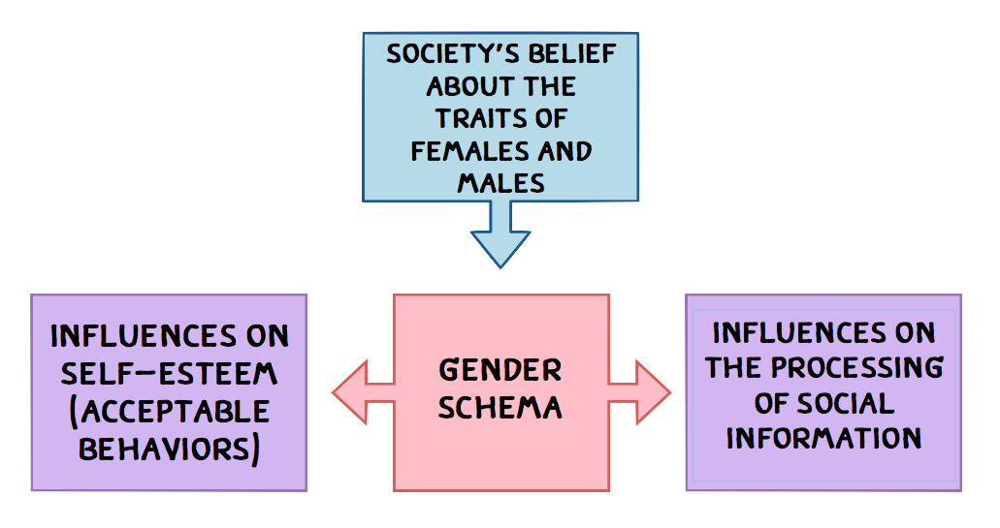 SOCIETY'S BELIEF
ABOUT THE
TRAITS OF
FEMALES AND
MALES
INFLUENCES ON
SELF-ESTEEM
(ACCEPTABLE
BEHAVIORS)
GENDER
SCHEMA
INFLUENCES ON
THE PROCESSING
OF SOCIAL
INFORMATION